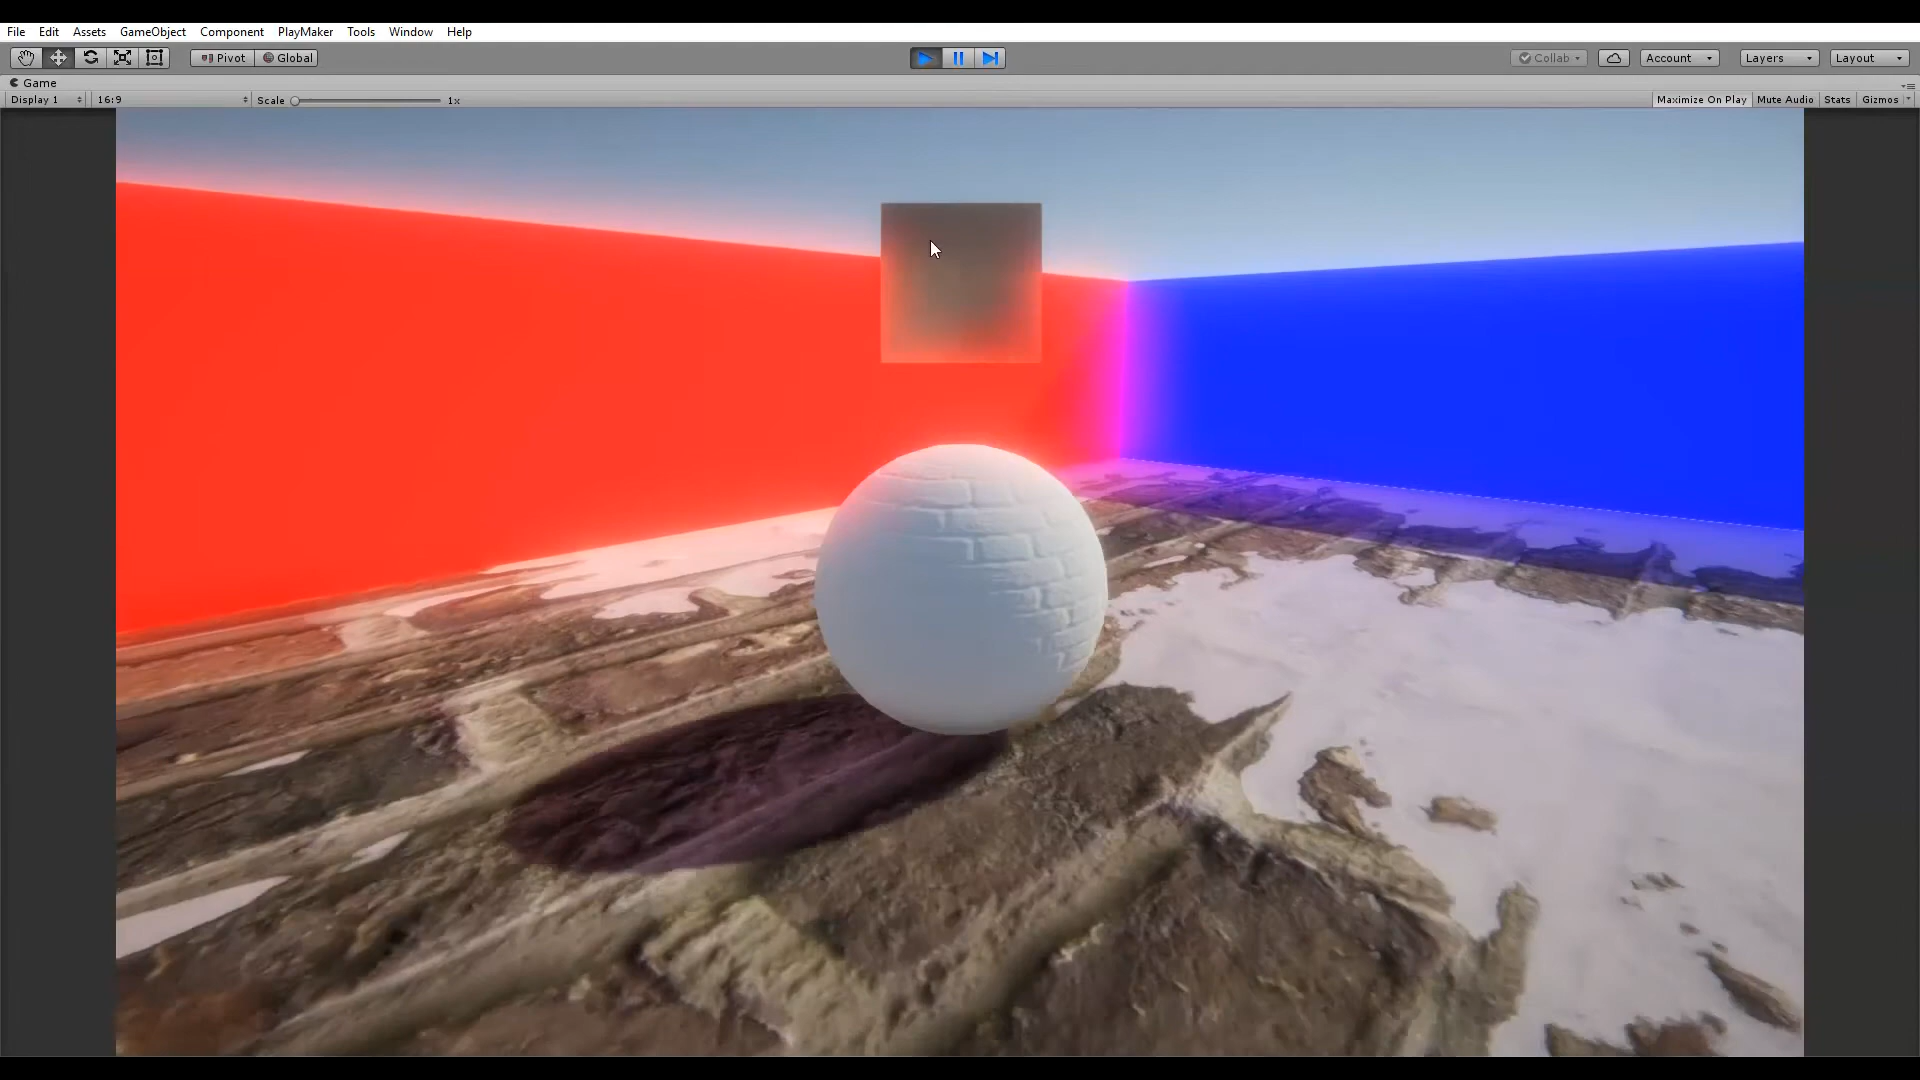 File Edit Assets GameObject Component PlayMaker Tools Window Help
Pivot Global Collab Account Layers Layout
Game
Display 1 16:9 Scale 1x Maximize On Play Mute Audio Stats Gizmos